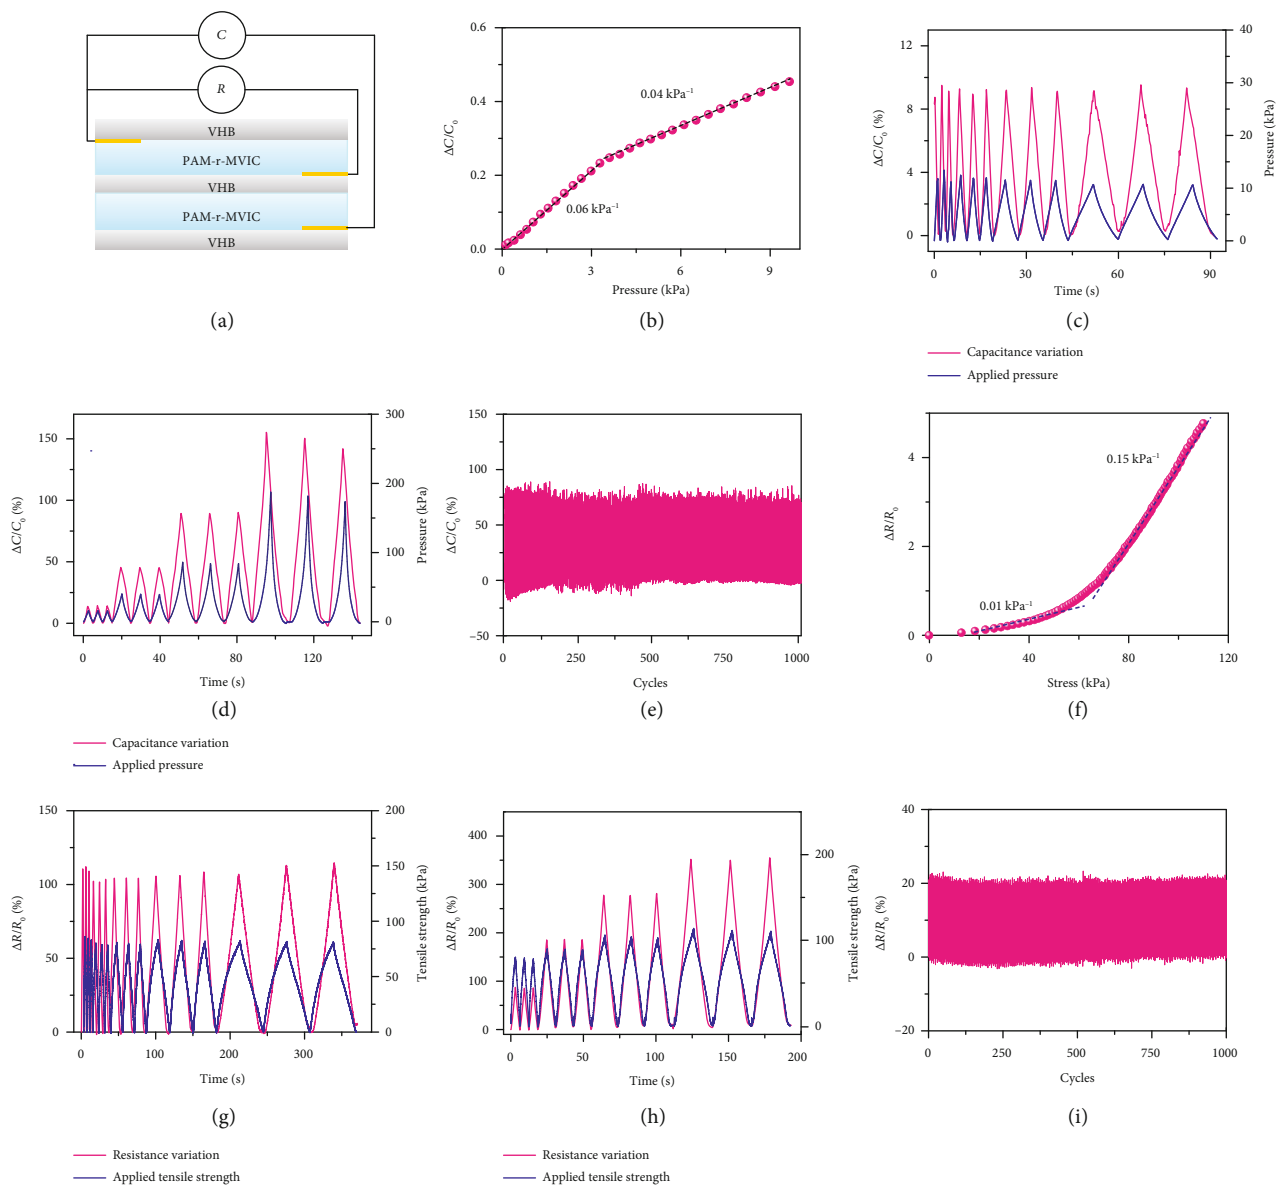 C
R
VHB
PAM-r-MVIC
VHB
PAM-r-MVIC
VHB
(a)
0.6
0.4
0.2
0.0
ΔC/C₀
0.04 kPa⁻¹
0.06 kPa⁻¹
0 3 6 9
Pressure (kPa)
(b)
12
8
4
0
ΔC/C₀ (%)
40
30
20
10
0
Pressure (kPa)
0 30 60 90
Time (s)
(c)
Capacitance variation
Applied pressure
150
100
50
0
ΔC/C₀ (%)
300
200
100
0
Pressure (kPa)
0 40 80 120
Time (s)
(d)
Capacitance variation
Applied pressure
150
100
50
0
−50
ΔC/C₀ (%)
0 250 500 750 1000
Cycles
(e)
4
2
0
ΔR/R₀
0.15 kPa⁻¹
0.01 kPa⁻¹
0 40 80 120
Stress (kPa)
(f)
150
100
50
0
ΔR/R₀ (%)
200
150
100
50
0
Tensile strength (kPa)
0 100 200 300
Time (s)
(g)
Resistance variation
Applied tensile strength
400
300
200
100
0
ΔR/R₀ (%)
200
100
0
Tensile strength (kPa)
0 50 100 150 200
Time (s)
(h)
Resistance variation
Applied tensile strength
40
20
0
−20
ΔR/R₀ (%)
0 250 500 750 1000
Cycles
(i)